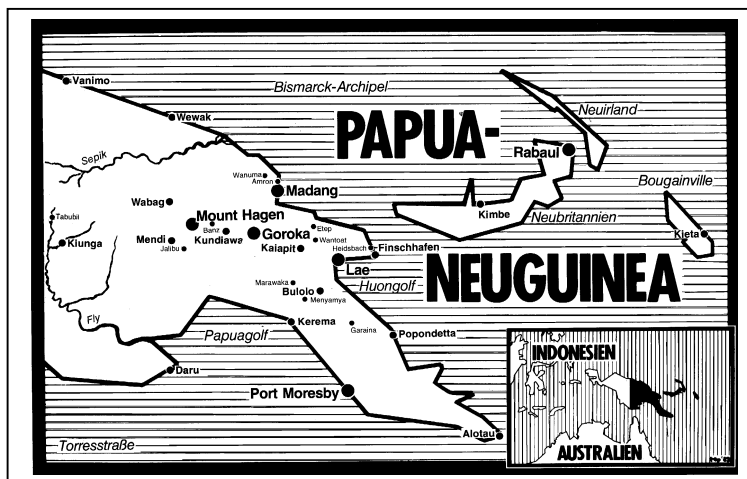 Vanimo
Bismarck-Archipel
Wewak
Neuirland
PAPUA-
Rabaul
Sepik
Wanuma
Amron
Madang
Bougainville
Wabag
Kimbe
Neubritannien
Tabubil
Mount Hagen
Banz
Etep
Kiunga
Mendi
Kundiawa
Goroka
Wantoat
Kieta
Jalibu
Kaiapit
Heidsbach
Finschhafen
Lae
NEUGUINEA
Marawaka
Huongolf
Bulolo
Menyamya
Fly
Papuagolf
Kerema
Garaina
Popondetta
Daru
INDONESIEN
Port Moresby
Alotau
Torresstraße
AUSTRALIEN